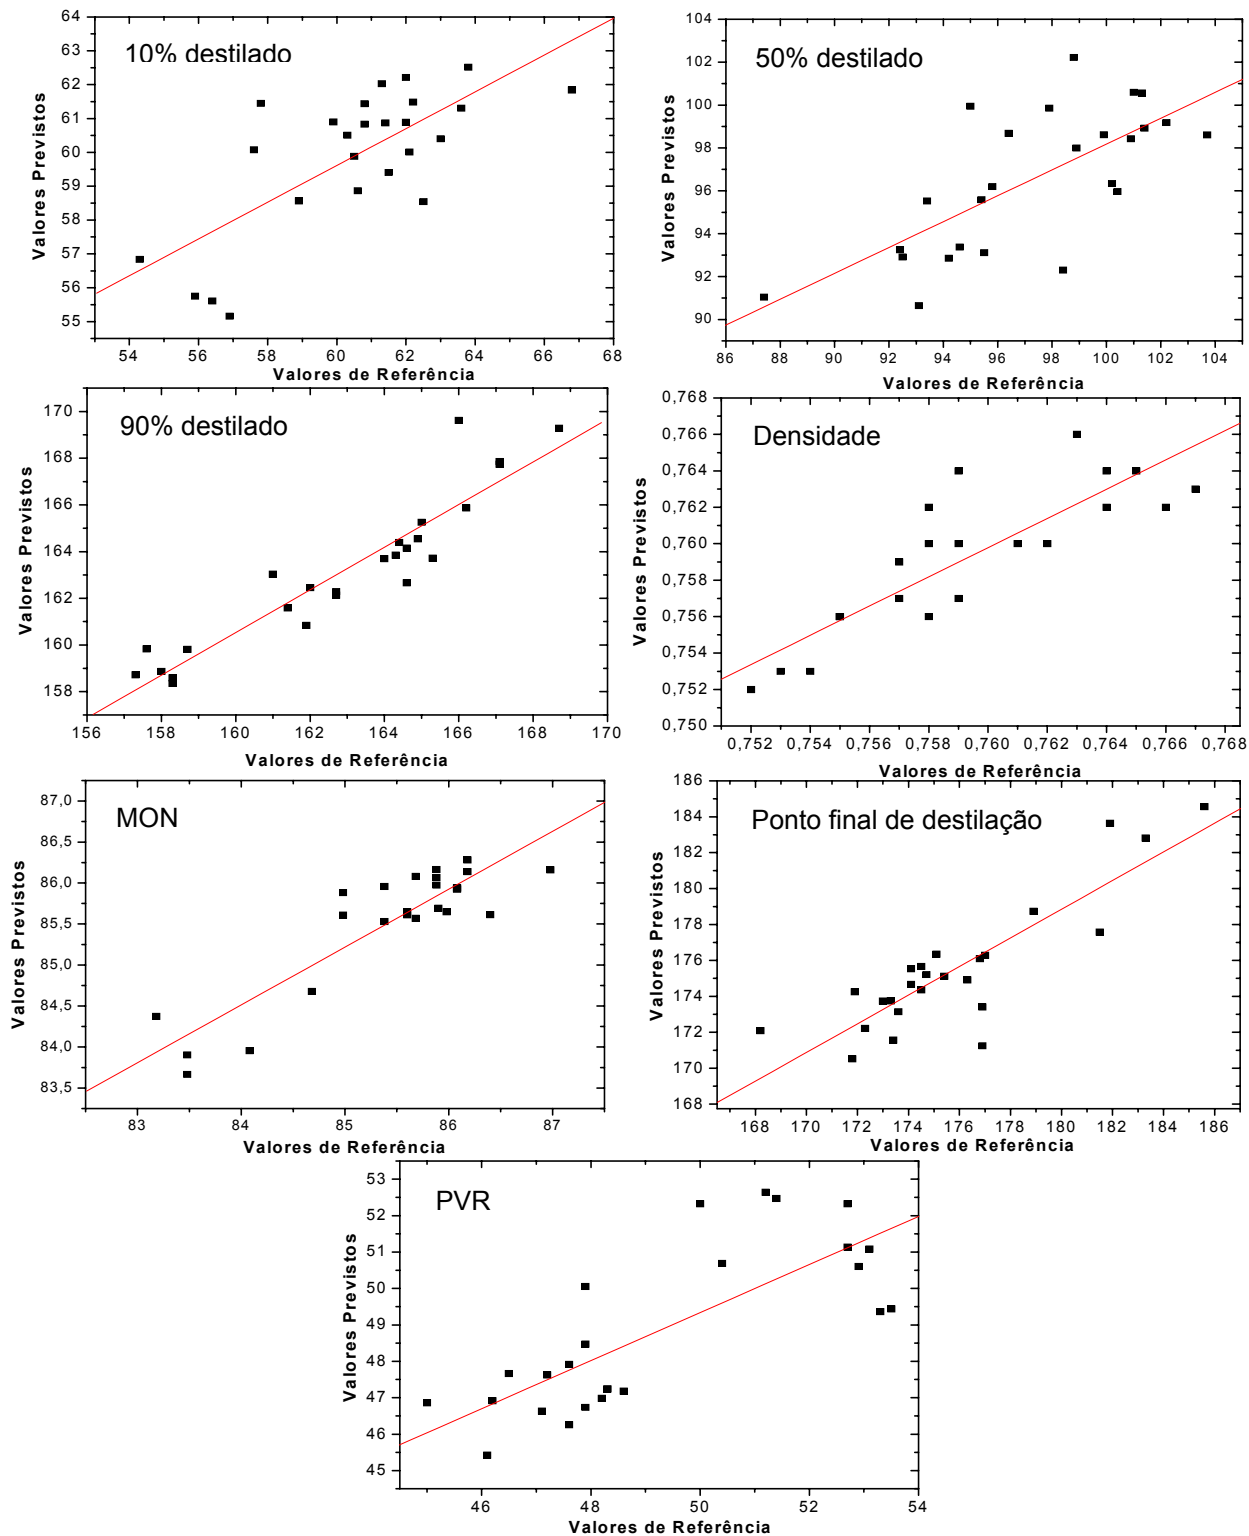 10% destilado
Valores Previstos
64
63
62
61
60
59
58
57
56
55
54 56 58 60 62 64 66 68
Valores de Referência
50% destilado
Valores Previstos
104
102
100
98
96
94
92
90
86 90 92 94 96 98 100 102 104
Valores de Referência
90% destilado
Valores Previstos
170
168
166
164
162
160
158
156 158 160 162 164 166 168 170
Valores de Referência
Densidade
Valores Previstos
0,768
0,766
0,764
0,762
0,760
0,758
0,756
0,753
0,752
0,750
0,752 0,754 0,756 0,758 0,760 0,762 0,764 0,766 0,768
Valores de Referência
MON
Valores Previstos
87,0
86,5
86,0
85,5
85,0
84,5
84,0
83,5
83 84 85 86 87
Valores de Referência
Ponto final de destilação
Valores Previstos
186
184
182
180
178
176
174
172
170
168
168 170 172 174 176 178 180 182 184 186
Valores de Referência
PVR
Valores Previstos
53
52
51
50
49
48
47
46
45
46 48 50 52 54
Valores de Referência